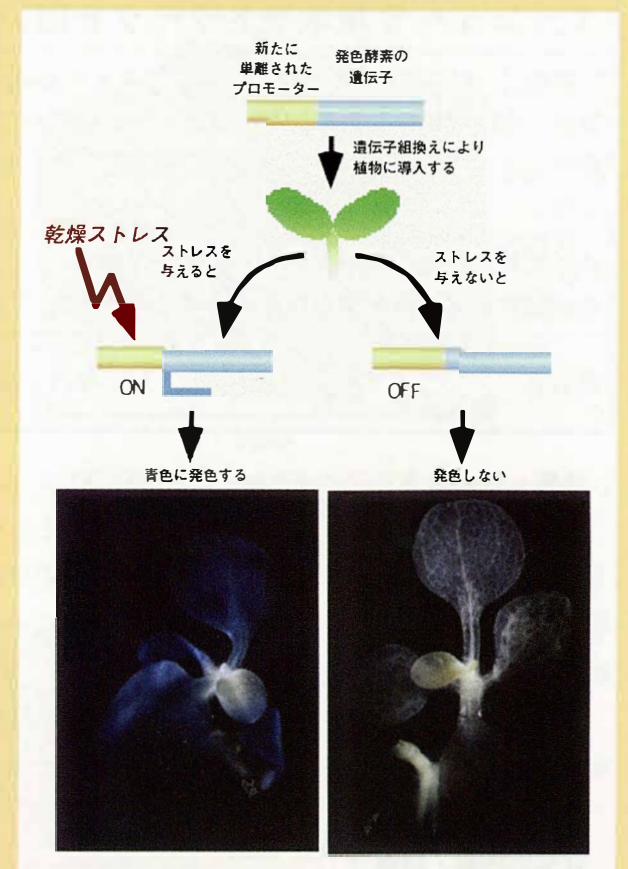 新たに
単離された
プロモーター
発色酵素の
遺伝子
遺伝子組換えにより
植物に導入する
乾燥ストレス
ストレスを
与えると
ストレスを
与えないと
ON
OFF
青色に発色する
発色しない